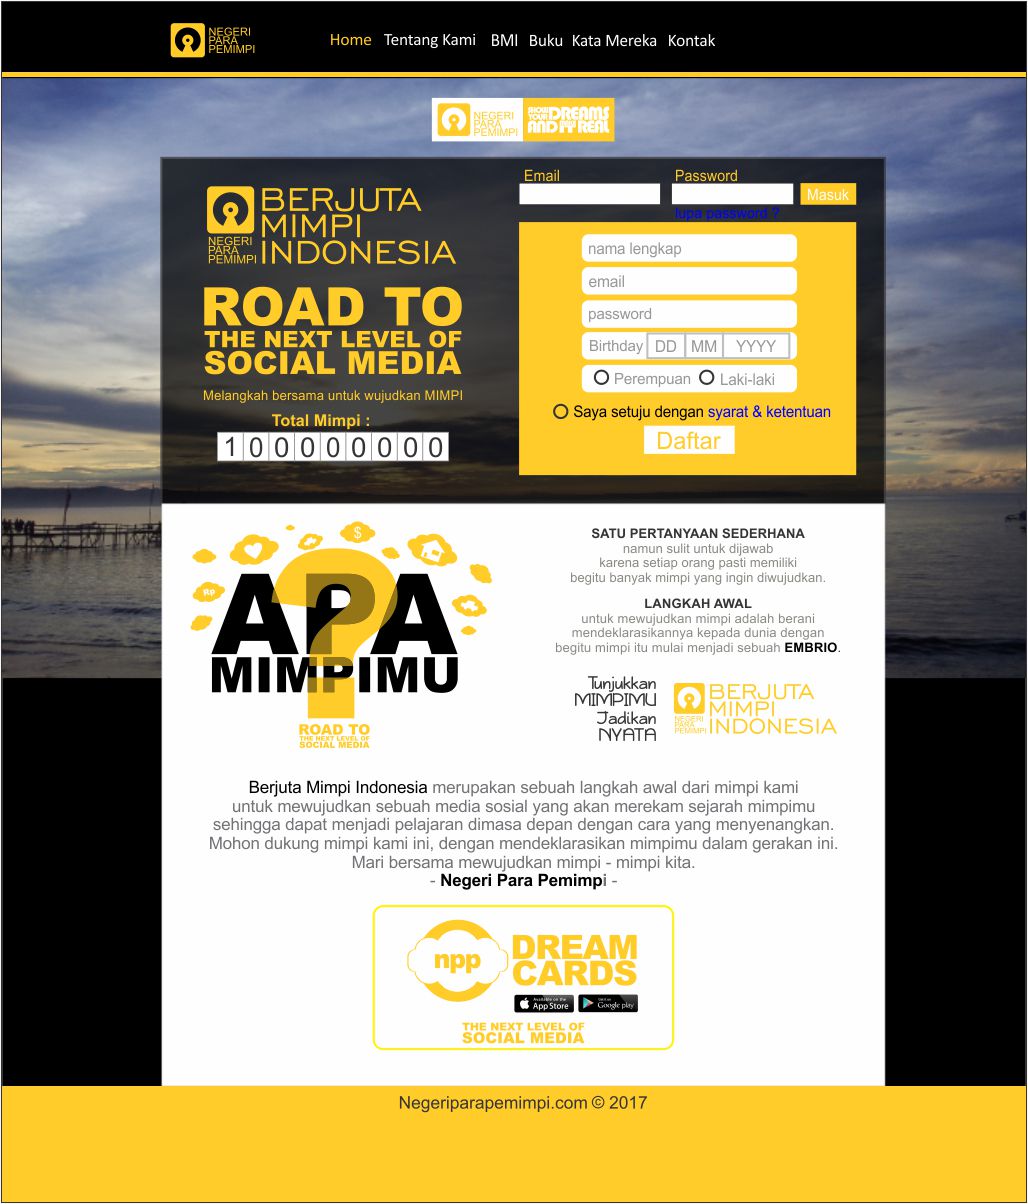 NEGERI
PARA
PEMIMPI
Home Tentang Kami BMI Buku Kata Mereka Kontak
NEGERI
PARA
PEMIMPI
SHOW
YOUR DREAMS
AND MAKE IT REAL
NEGERI
PARA
PEMIMPI
BERJUTA
MIMPI
INDONESIA
ROAD TO
THE NEXT LEVEL OF
SOCIAL MEDIA
Melangkah bersama untuk wujudkan MIMPI
Total Mimpi :
1 0 0 0 0 0 0 0 0
Email Password
Masuk
lupa password ?
nama lengkap
email
password
Birthday DD MM YYYY
Perempuan Laki-laki
Saya setuju dengan syarat & ketentuan
Daftar
$
Rp
?
APA
MIMPIMU
ROAD TO
THE NEXT LEVEL OF
SOCIAL MEDIA
SATU PERTANYAAN SEDERHANA
namun sulit untuk dijawab
karena setiap orang pasti memiliki
begitu banyak mimpi yang ingin diwujudkan.
LANGKAH AWAL
untuk mewujudkan mimpi adalah berani
mendeklarasikannya kepada dunia dengan
begitu mimpi itu mulai menjadi sebuah EMBRIO.
Tunjukkan
MIMPIMU
Jadikan
NYATA
NEGERI
PARA
PEMIMPI
BERJUTA
MIMPI
INDONESIA
Berjuta Mimpi Indonesia merupakan sebuah langkah awal dari mimpi kami
untuk mewujudkan sebuah media sosial yang akan merekam sejarah mimpimu
sehingga dapat menjadi pelajaran dimasa depan dengan cara yang menyenangkan.
Mohon dukung mimpi kami ini, dengan mendeklarasikan mimpimu dalam gerakan ini.
Mari bersama mewujudkan mimpi - mimpi kita.
- Negeri Para Pemimpi -
npp
DREAM
CARDS
Available on the
App Store
Get it on
Google play
THE NEXT LEVEL OF
SOCIAL MEDIA
Negeriparapemimpi.com © 2017